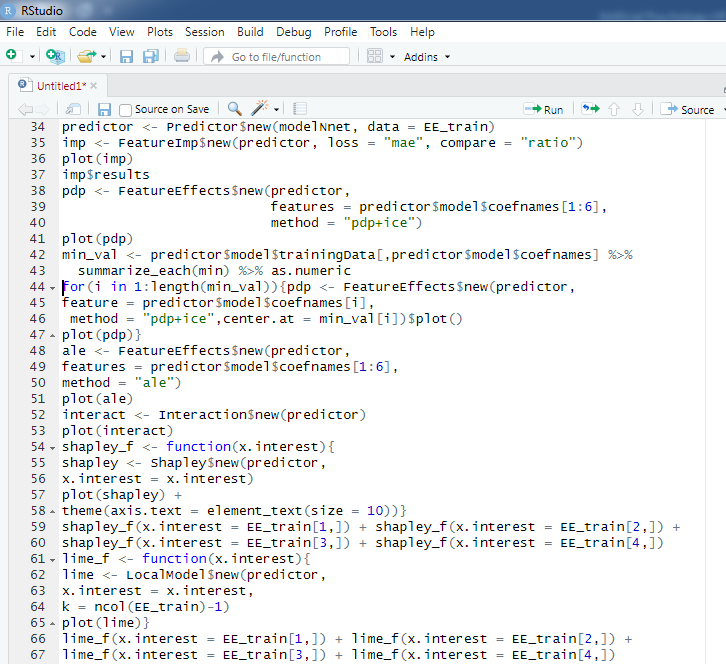 RStudio
File Edit Code View Plots Session Build Debug Profile Tools Help
Go to file/function Addins
Untitled1*
Source on Save Run Source
34 predictor <- Predictor$new(modelNnet, data = EE_train)
35 imp <- FeatureImp$new(predictor, loss = "mae", compare = "ratio")
36 plot(imp)
37 imp$results
38 pdp <- FeatureEffects$new(predictor,
39 features = predictor$model$coefnames[1:6],
40 method = "pdp+ice")
41 plot(pdp)
42 min_val <- predictor$model$trainingData[,predictor$model$coefnames] %>%
43 summarize_each(min) %>% as.numeric
44 for(i in 1:length(min_val)){pdp <- FeatureEffects$new(predictor,
45 feature = predictor$model$coefnames[i],
46 method = "pdp+ice",center.at = min_val[i])$plot()
47 plot(pdp)}
48 ale <- FeatureEffects$new(predictor,
49 features = predictor$model$coefnames[1:6],
50 method = "ale")
51 plot(ale)
52 interact <- Interaction$new(predictor)
53 plot(interact)
54 shapley_f <- function(x.interest){
55 shapley <- Shapley$new(predictor,
56 x.interest = x.interest)
57 plot(shapley) +
58 theme(axis.text = element_text(size = 10))}
59 shapley_f(x.interest = EE_train[1,]) + shapley_f(x.interest = EE_train[2,]) +
60 shapley_f(x.interest = EE_train[3,]) + shapley_f(x.interest = EE_train[4,])
61 lime_f <- function(x.interest){
62 lime <- LocalModel$new(predictor,
63 x.interest = x.interest,
64 k = ncol(EE_train)-1)
65 plot(lime)}
66 lime_f(x.interest = EE_train[1,]) + lime_f(x.interest = EE_train[2,]) +
67 lime_f(x.interest = EE_train[3,]) + lime_f(x.interest = EE_train[4,])